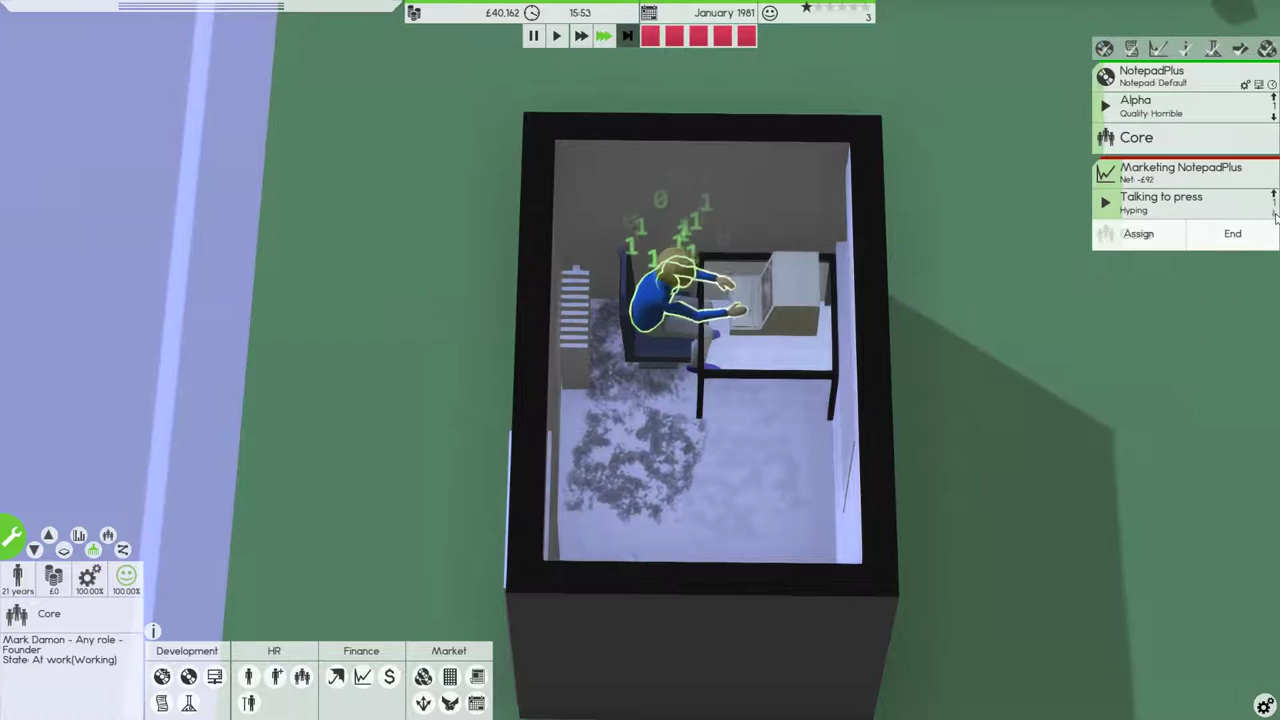 £40,162
15:53
January 1981
3
NotepadPlus
Notepad: Default
Alpha
Quality: Horrible
1
Core
Marketing NotepadPlus
Net: -£92
Talking to press
Hyping
1
Assign
End
21 years
£0
100.00%
100.00%
Core
Mark Damon - Any role -
Founder
State: At work(Working)
i
Development
HR
Finance
Market